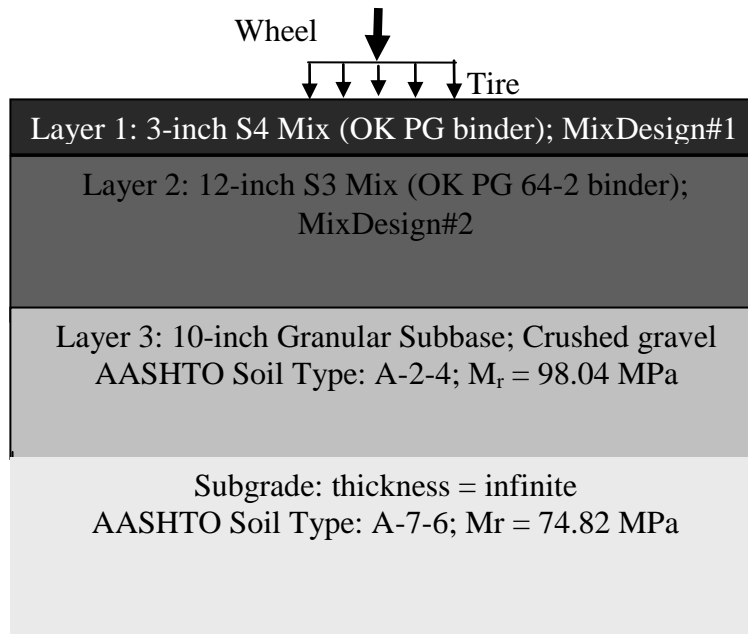 Wheel
Tire
Layer 1: 3-inch S4 Mix (OK PG binder); MixDesign#1
Layer 2: 12-inch S3 Mix (OK PG 64-2 binder);
MixDesign#2
Layer 3: 10-inch Granular Subbase; Crushed gravel
AASHTO Soil Type: A-2-4; Mr = 98.04 MPa
Subgrade: thickness = infinite
AASHTO Soil Type: A-7-6; Mr = 74.82 MPa